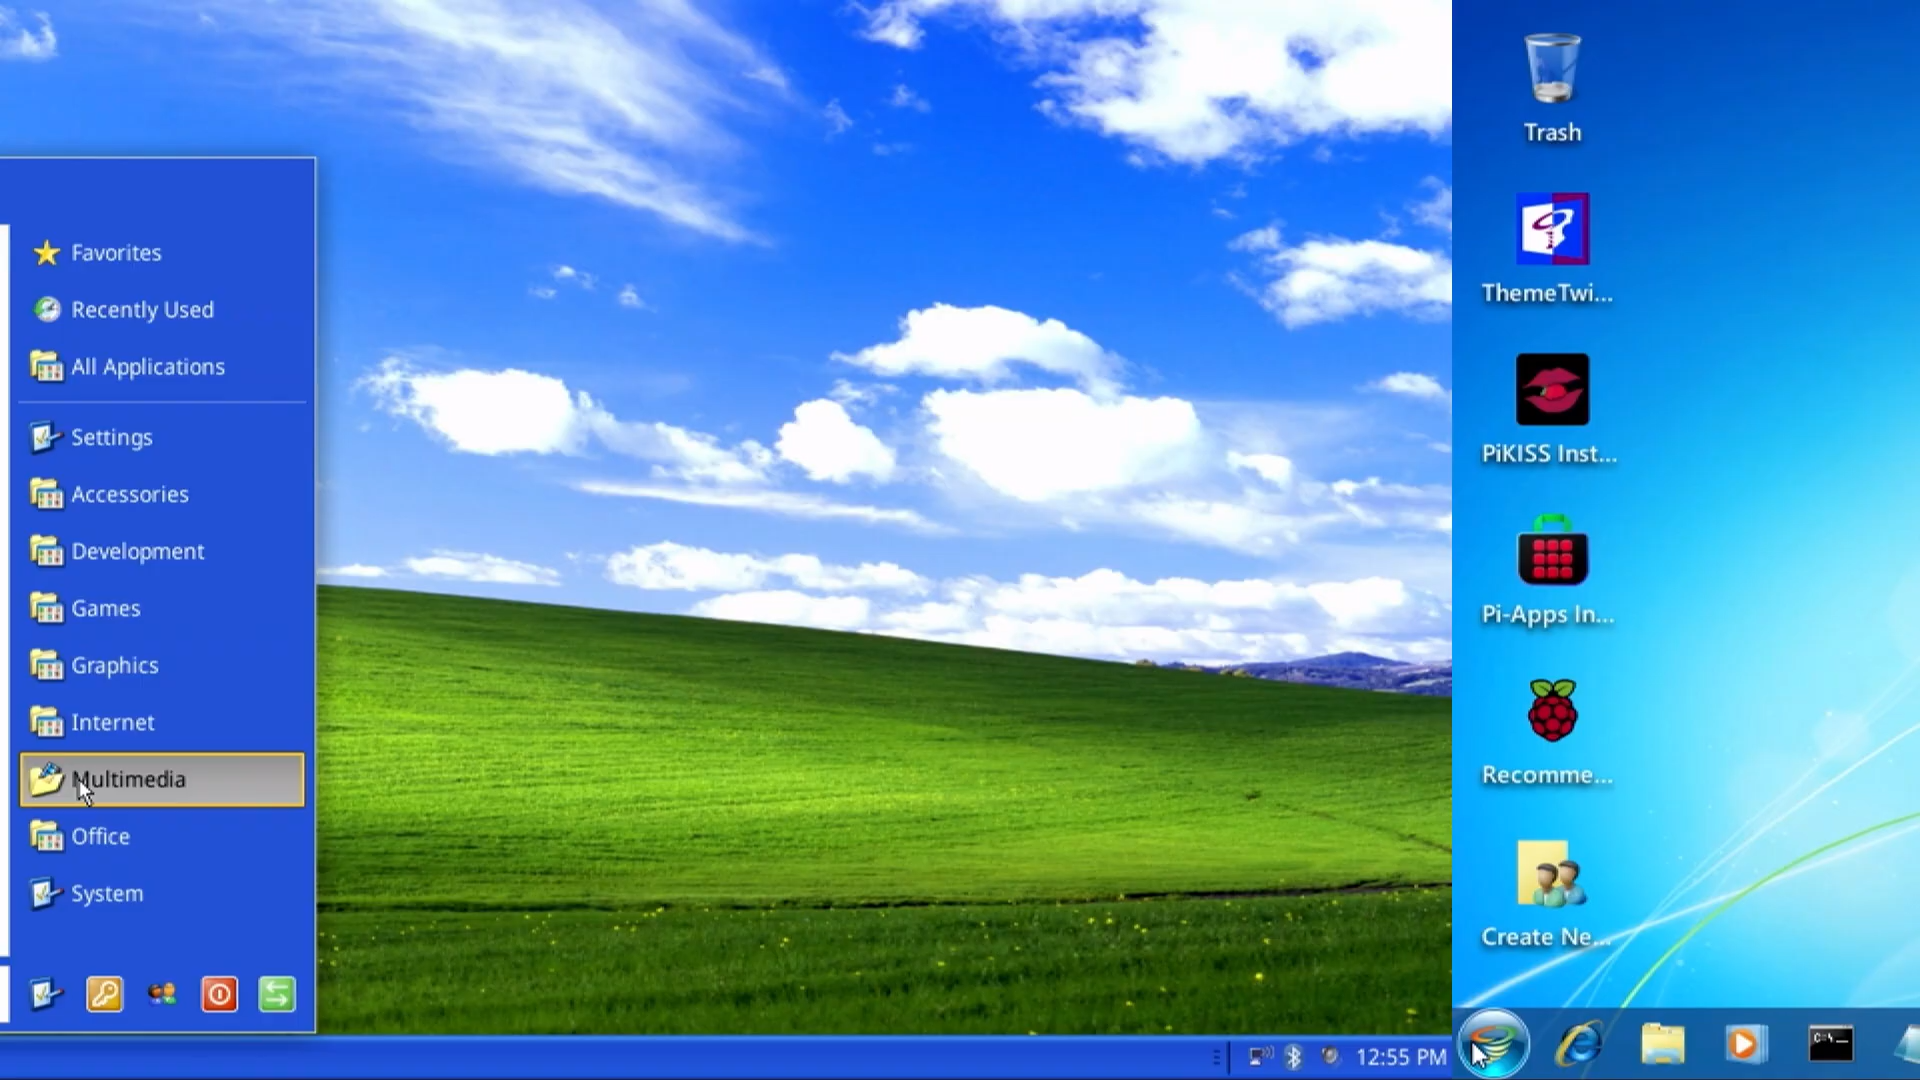 Favorites
Recently Used
All Applications
Settings
Accessories
Development
Games
Graphics
Internet
Multimedia
Office
System
12:55 PM
Trash
ThemeTwi...
PiKISS Inst...
Pi-Apps In...
Recomme...
Create Ne...